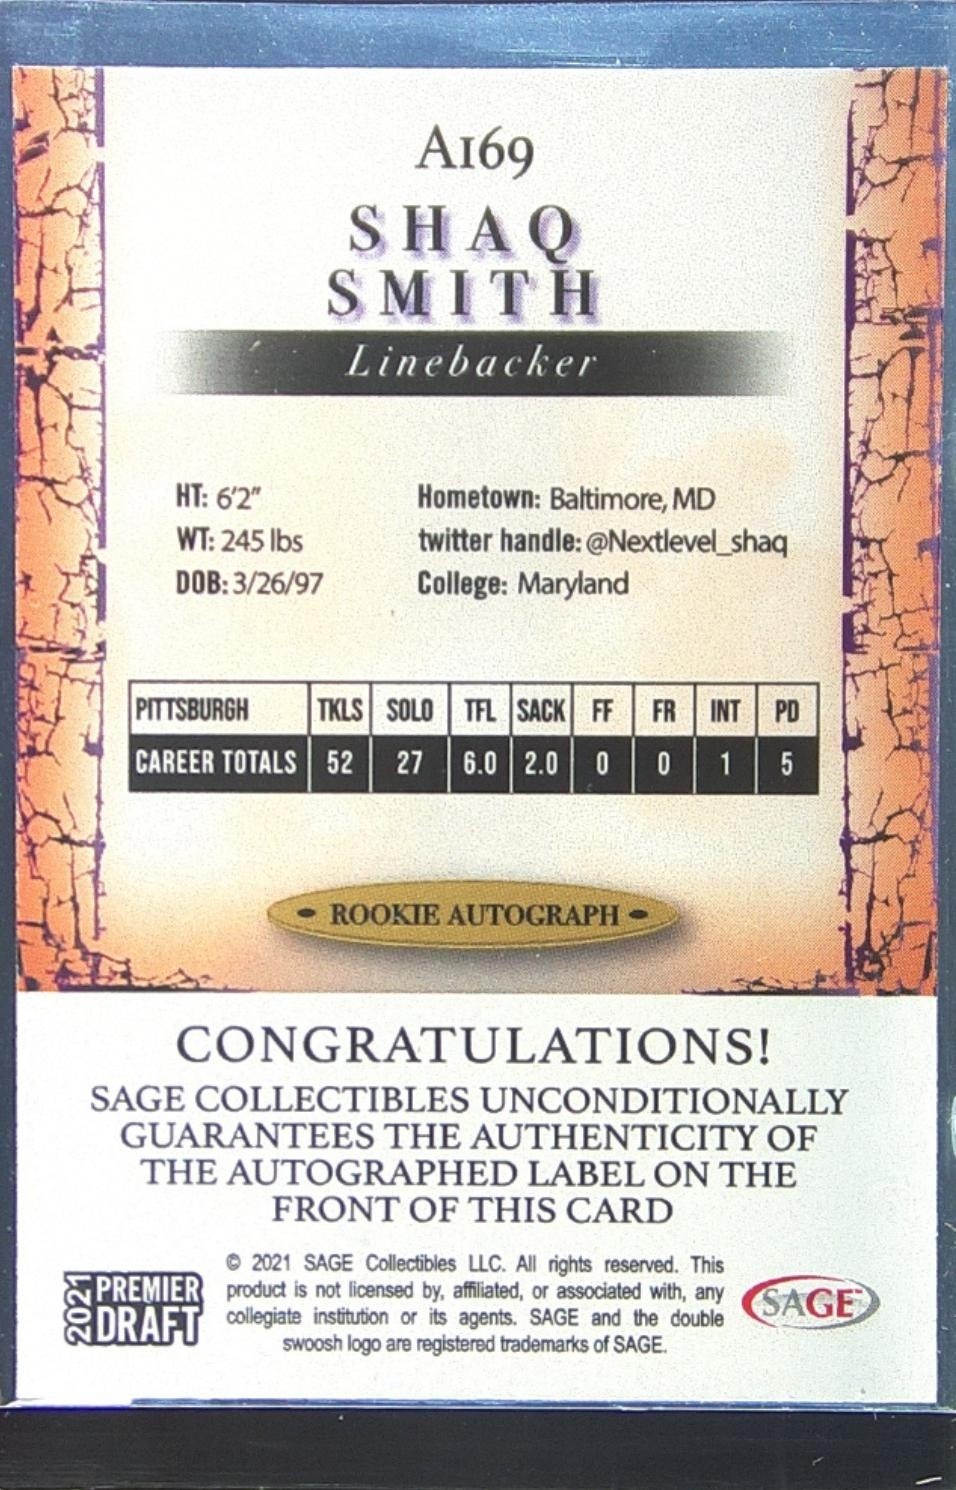 A169
SHAQ
SMITH
Linebacker
HT: 6'2" Hometown: Baltimore, MD
WT: 245 lbs twitter handle: @Nextlevel_shaq
DOB: 3/26/97 College: Maryland
PITTSBURGH TKLS SOLO TFL SACK FF FR INT PD
CAREER TOTALS 52 27 6.0 2.0 0 0 1 5
• ROOKIE AUTOGRAPH •
CONGRATULATIONS!
SAGE COLLECTIBLES UNCONDITIONALLY
GUARANTEES THE AUTHENTICITY OF
THE AUTOGRAPHED LABEL ON THE
FRONT OF THIS CARD
2021 PREMIER
DRAFT
© 2021 SAGE Collectibles LLC. All rights reserved. This
product is not licensed by, affiliated, or associated with, any
collegiate institution or its agents. SAGE and the double
swoosh logo are registered trademarks of SAGE.
SAGE™